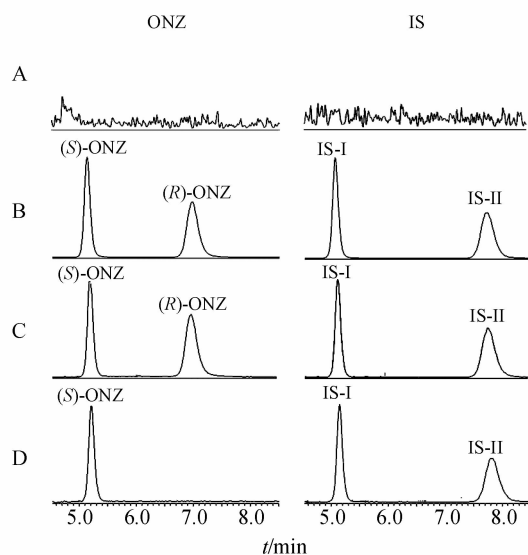 ONZ IS
A
(S)-ONZ IS-I
(R)-ONZ IS-II
B
(S)-ONZ IS-I
(R)-ONZ IS-II
C
(S)-ONZ IS-I
IS-II
D
5.0 6.0 7.0 8.0 5.0 6.0 7.0 8.0
t/min